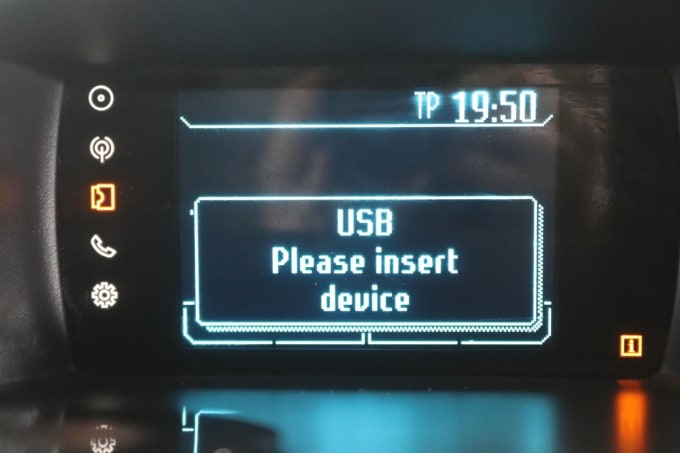 TP 19:50
USB
Please insert
device
i